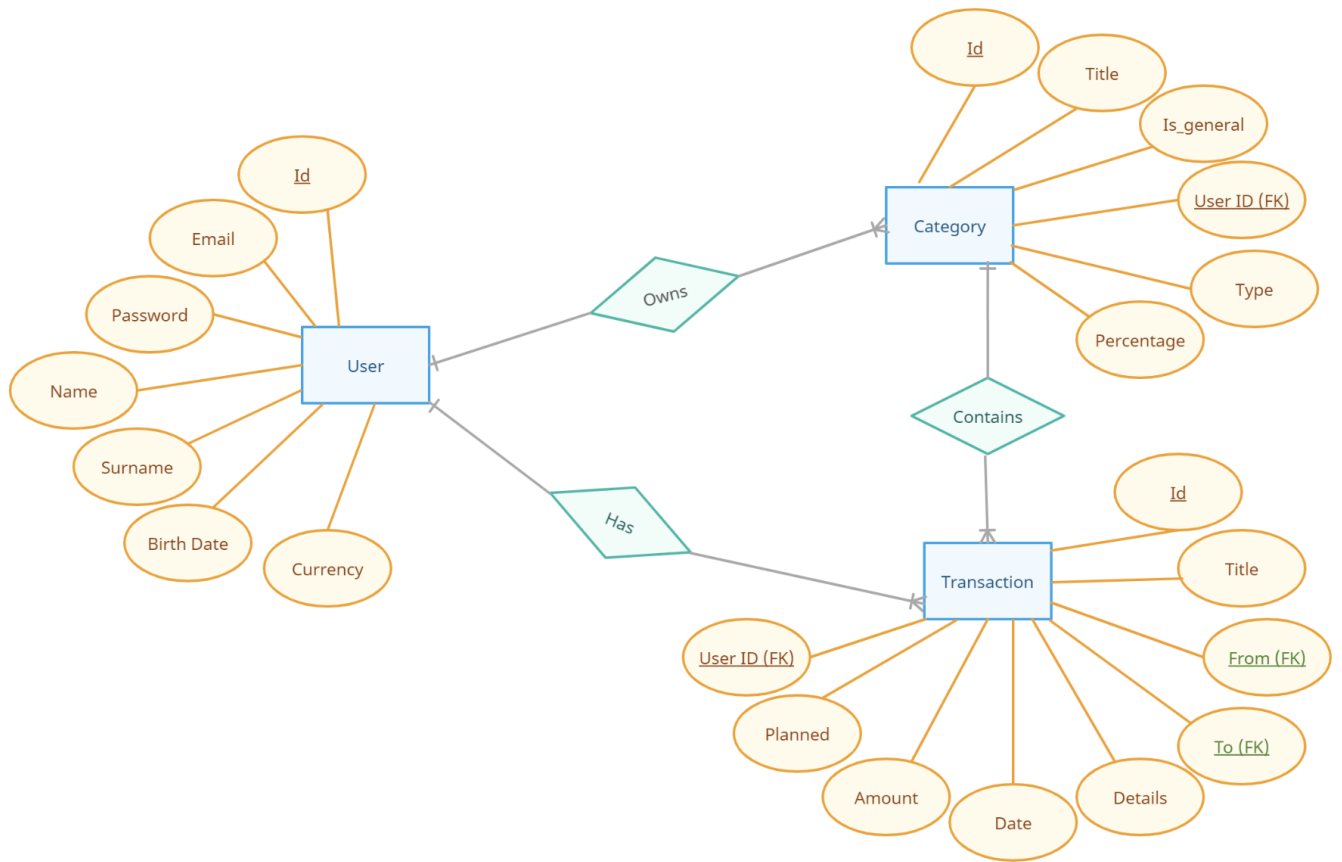 Id
Title
Is_general
User ID (FK)
Type
Percentage
Category
Id
Email
Password
Name
Surname
Birth Date
Currency
User
Owns
Has
Contains
Transaction
Id
Title
From (FK)
To (FK)
Details
Date
Amount
Planned
User ID (FK)